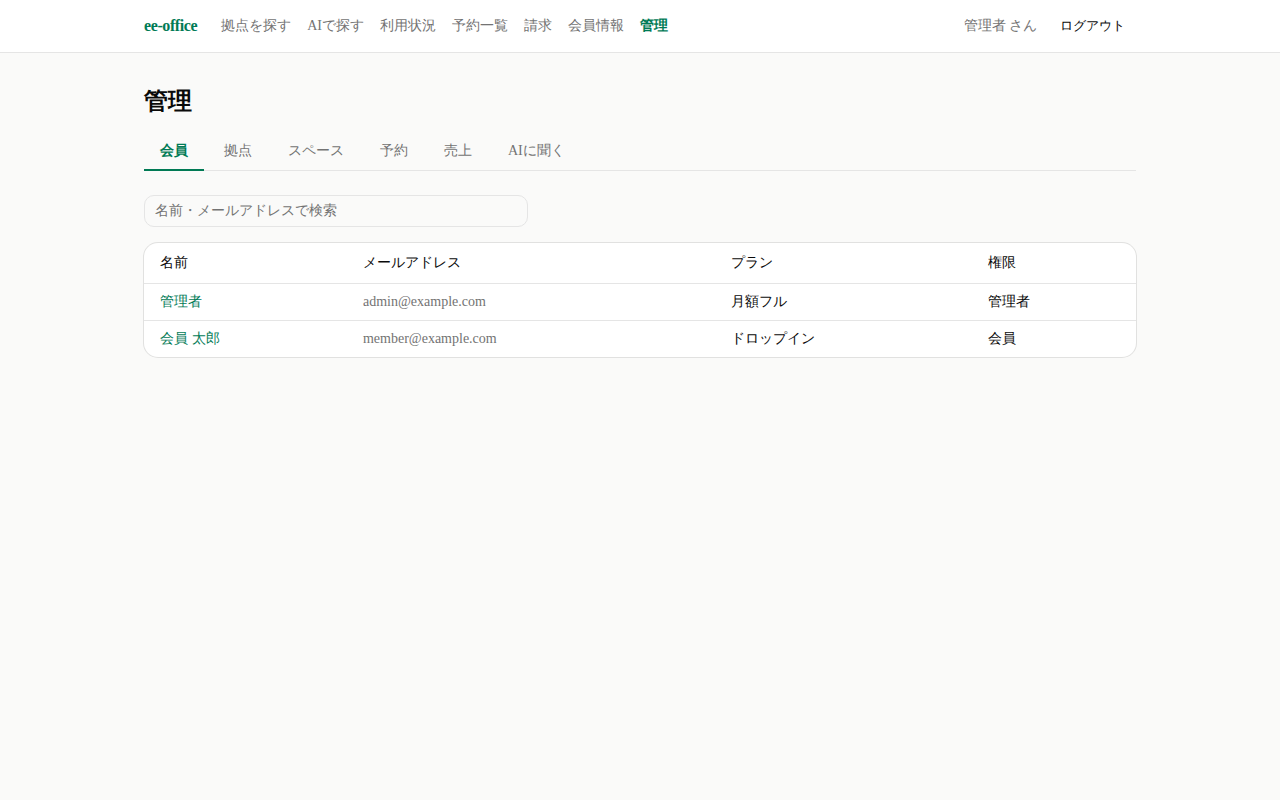 ee-office 拠点を探す AIで探す 利用状況 予約一覧 請求 会員情報 管理 管理者 さん ログアウト
管理
会員 拠点 スペース 予約 売上 AIに聞く
名前・メールアドレスで検索
名前 メールアドレス プラン 権限
管理者 admin@example.com 月額フル 管理者
会員 太郎 member@example.com ドロップイン 会員